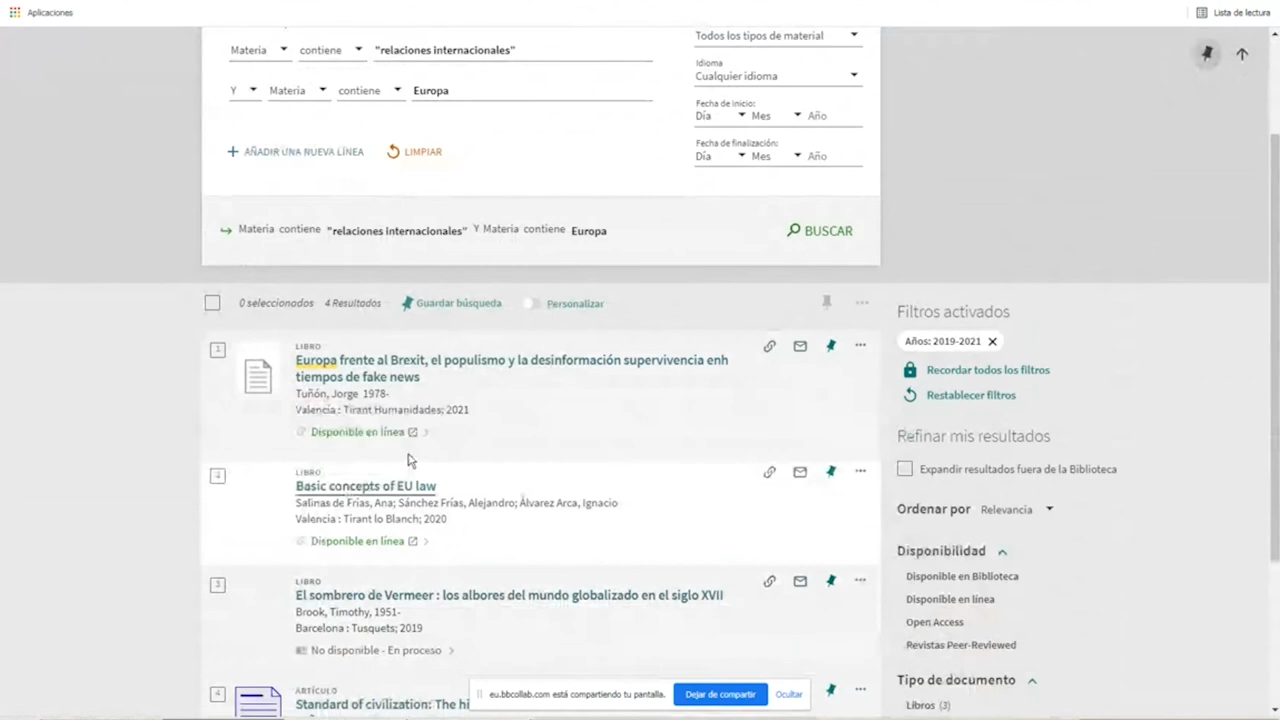 Aplicaciones
Lista de lectura
Materia contiene "relaciones internacionales"
Y Materia contiene Europa
AÑADIR UNA NUEVA LÍNEA LIMPIAR
Todos los tipos de material
Idioma
Cualquier idioma
Fecha de inicio:
Día Mes Año
Fecha de finalización:
Día Mes Año
Materia contiene "relaciones internacionales" Y Materia contiene Europa
BUSCAR
0 seleccionados 4 Resultados Guardar búsqueda Personalizar
1
LIBRO
Europa frente al Brexit, el populismo y la desinformación supervivencia enh
tiempos de fake news
Tuñón, Jorge 1978-
Valencia : Tirant Humanidades; 2021
Disponible en línea
LIBRO
Basic concepts of EU law
Salinas de Frías, Ana; Sánchez Frías, Alejandro; Álvarez Arca, Ignacio
Valencia : Tirant lo Blanch; 2020
Disponible en línea
3
LIBRO
El sombrero de Vermeer : los albores del mundo globalizado en el siglo XVII
Brook, Timothy, 1951-
Barcelona : Tusquets; 2019
No disponible - En proceso
4
ARTÍCULO
Standard of civilization: The hi
eu.bbcollab.com está compartiendo tu pantalla. Dejar de compartir Ocultar
Filtros activados
Años: 2019-2021
Recordar todos los filtros
Restablecer filtros
Refinar mis resultados
Expandir resultados fuera de la Biblioteca
Ordenar por Relevancia
Disponibilidad
Disponible en Biblioteca
Disponible en línea
Open Access
Revistas Peer-Reviewed
Tipo de documento
Libros (3)